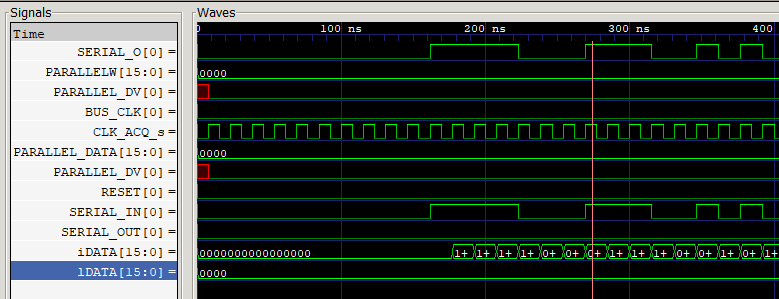 Signals
Waves
Time
0
100 ns
200 ns
300 ns
400
SERIAL_O[0] =
PARALLELW[15:0] =
0000
PARALLEL_DV[0] =
BUS_CLK[0] =
CLK_ACQ_s =
PARALLEL_DATA[15:0] =
0000
PARALLEL_DV[0] =
RESET[0] =
SERIAL_IN[0] =
SERIAL_OUT[0] =
iDATA[15:0] =
0000000000000000
1+ 1+ 1+ 1+ 0+ 0+ 0+ 1+ 1+ 1+ 0+ 0+ 1+ 0+ 1+
lDATA[15:0] =
0000